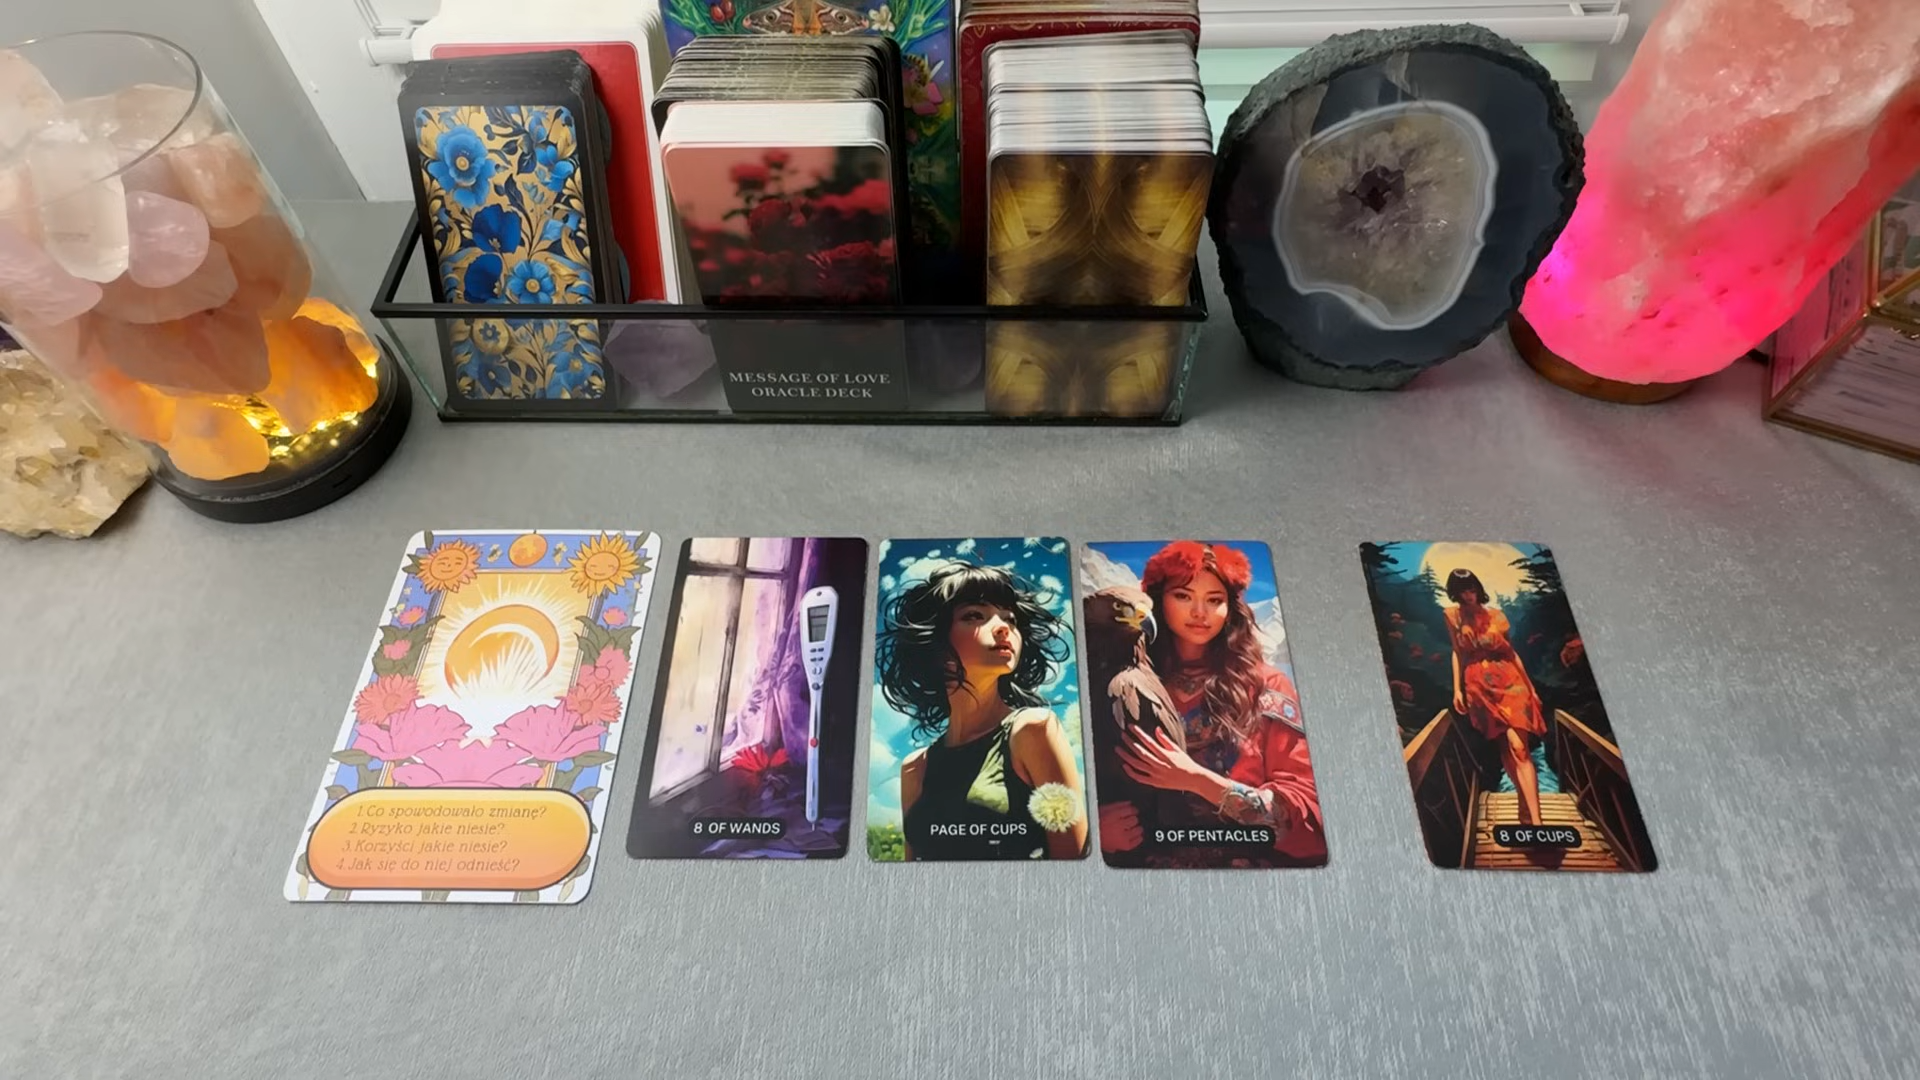 MESSAGE OF LOVE
ORACLE DECK
1. Co spowodowało zmianę?
2. Ryzyko jakie niesie?
3. Korzyści jakie niesie?
4. Jak się do niej odnieść?
8 OF WANDS
PAGE OF CUPS
9 OF PENTACLES
8 OF CUPS